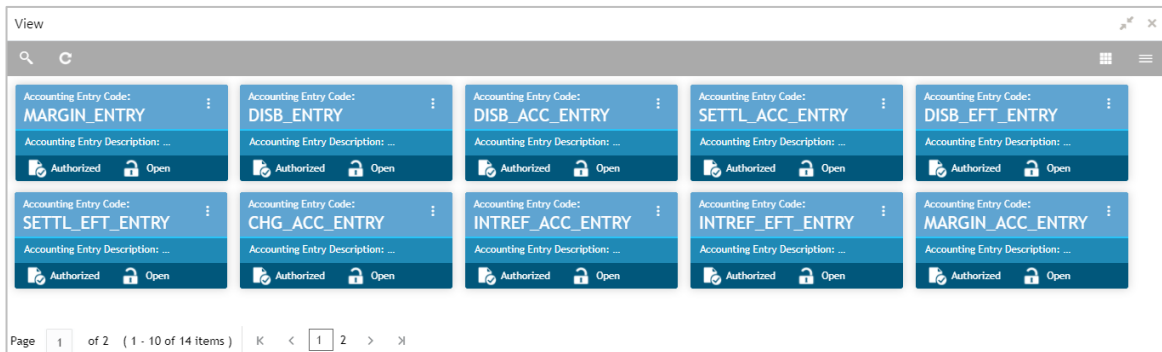 View
Accounting Entry Code: Accounting Entry Code: Accounting Entry Code: Accounting Entry Code: Accounting Entry Code:
MARGIN_ENTRY DISB_ENTRY DISB_ACC_ENTRY SETTL_ACC_ENTRY DISB_EFT_ENTRY
Accounting Entry Description: ... Accounting Entry Description: ... Accounting Entry Description: ... Accounting Entry Description: ... Accounting Entry Description: ...
Authorized Open Authorized Open Authorized Open Authorized Open Authorized Open
Accounting Entry Code: Accounting Entry Code: Accounting Entry Code: Accounting Entry Code: Accounting Entry Code:
SETTL_EFT_ENTRY CHG_ACC_ENTRY INTREF_ACC_ENTRY INTREF_EFT_ENTRY MARGIN_ACC_ENTRY
Accounting Entry Description: ... Accounting Entry Description: ... Accounting Entry Description: ... Accounting Entry Description: ... Accounting Entry Description: ...
Authorized Open Authorized Open Authorized Open Authorized Open Authorized Open
Page 1 of 2 ( 1 - 10 of 14 items ) 1 2